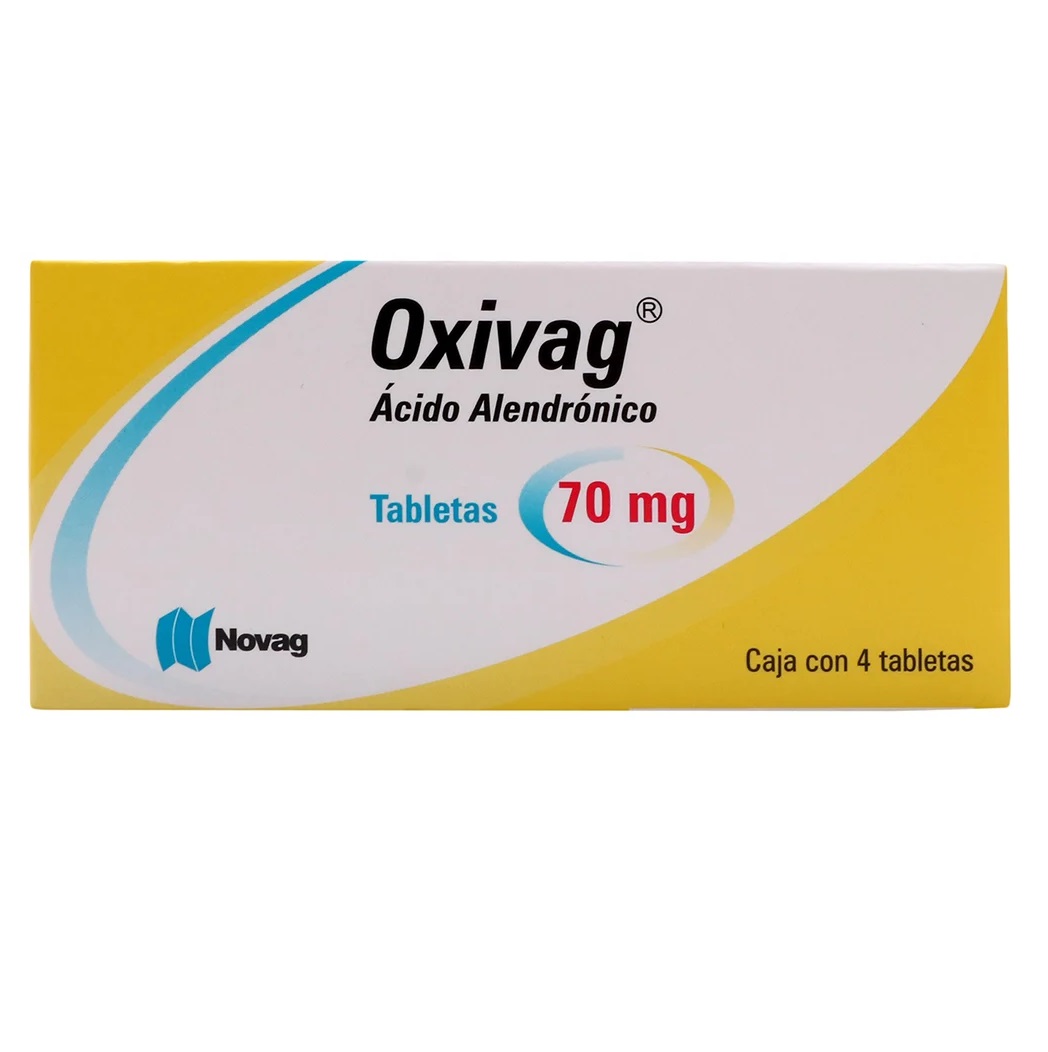 Oxivag®
Ácido Alendrónico
Tabletas 70 mg
Novag
Caja con 4 tabletas